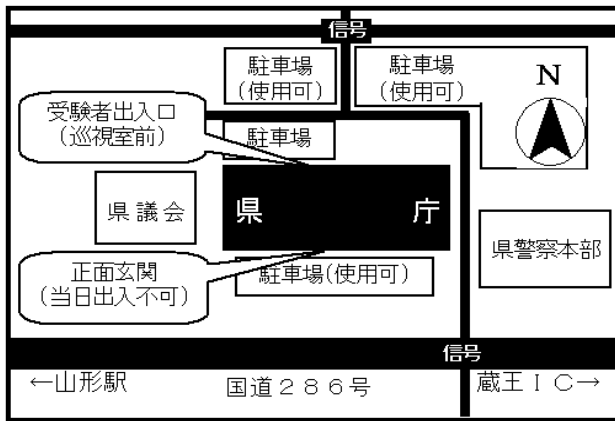 信号
駐車場
(使用可)
駐車場
(使用可)
N
受験者出入口
(巡視室前)
駐車場
県議会
県 庁
県警察本部
正面玄関
(当日出入不可)
駐車場(使用可)
信号
←山形駅
国道２８６号
蔵王ＩＣ→